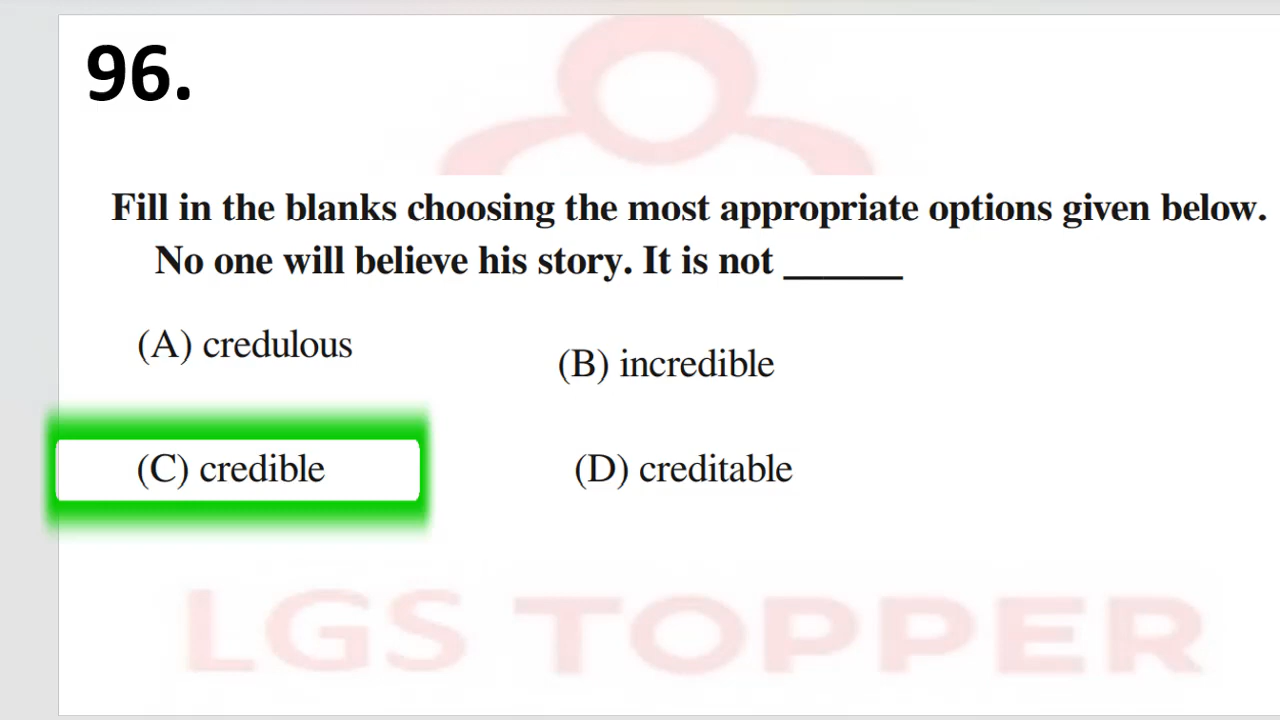 96.
Fill in the blanks choosing the most appropriate options given below.
No one will believe his story. It is not ______
(A) credulous
(B) incredible
(C) credible
(D) creditable
LGS TOPPER